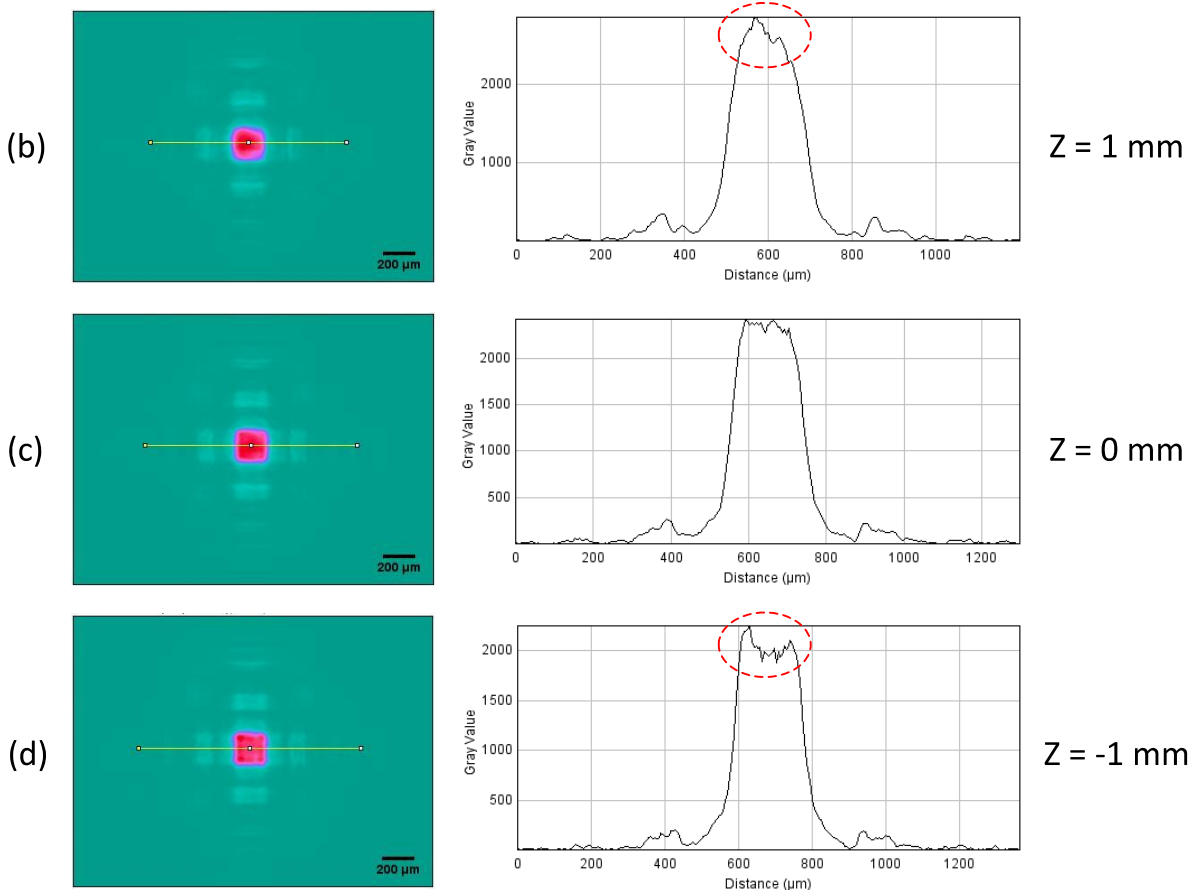 (b)
200 µm
Gray Value
2000
1000
0 200 400 600 800 1000
Distance (µm)
Z = 1 mm
(c)
200 µm
Gray Value
2000
1500
1000
500
0 200 400 600 800 1000 1200
Distance (µm)
Z = 0 mm
(d)
200 µm
Gray Value
2000
1500
1000
500
0 200 400 600 800 1000 1200
Distance (µm)
Z = -1 mm